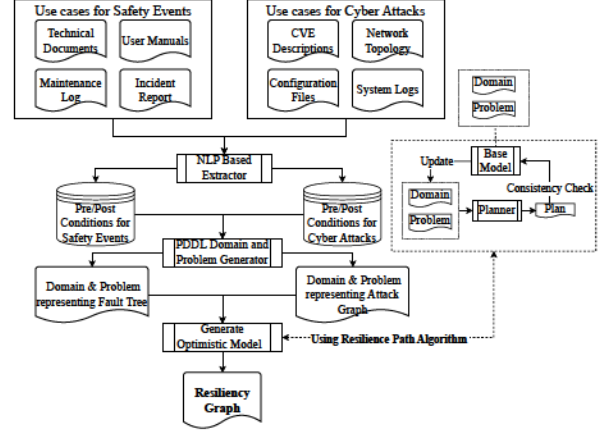 Use cases for Safety Events
Use cases for Cyber Attacks
Technical
Documents
User Manuals
CVE
Descriptions
Network
Topology
Maintenance
Log
Incident
Report
Configuration
Files
System Logs
Domain
Problem
NLP Based
Extractor
Update
Base
Model
Consistency Check
Domain
Problem
Planner
Plan
Pre/Post
Conditions for
Safety Events
Pre/Post
Conditions for
Cyber Attacks
PDDL Domain and
Problem Generator
Domain & Problem
representing Fault Tree
Domain & Problem
representing Attack
Graph
Generate
Optimistic Model
Using Resilience Path Algorithm
Resiliency
Graph